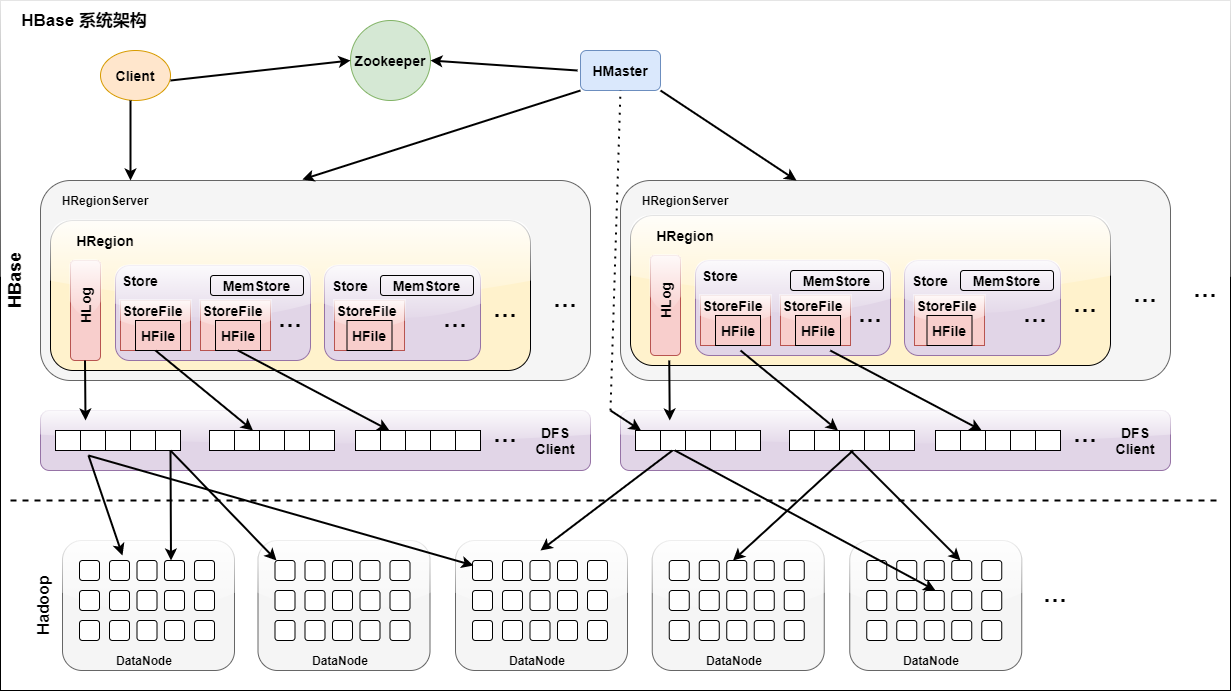 HBase 系统架构
Client
Zookeeper
HMaster
HBase
HRegionServer
HRegion
HLog
Store
MemStore
StoreFile
HFile
StoreFile
HFile
...
Store
MemStore
StoreFile
HFile
...
...
...
HRegionServer
HRegion
HLog
Store
MemStore
StoreFile
HFile
StoreFile
HFile
...
Store
MemStore
StoreFile
HFile
...
...
...
...
...
DFS
Client
...
DFS
Client
Hadoop
DataNode
DataNode
DataNode
DataNode
DataNode
...